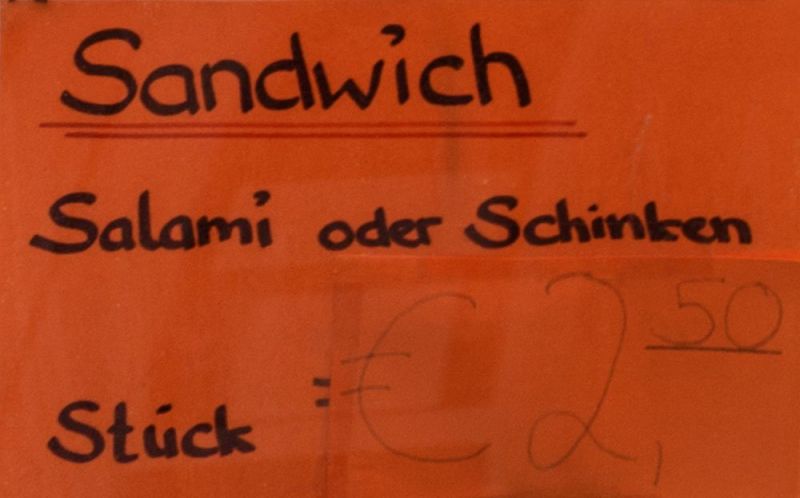 Sandwich
Salami oder Schinken
Stück = € 2,50